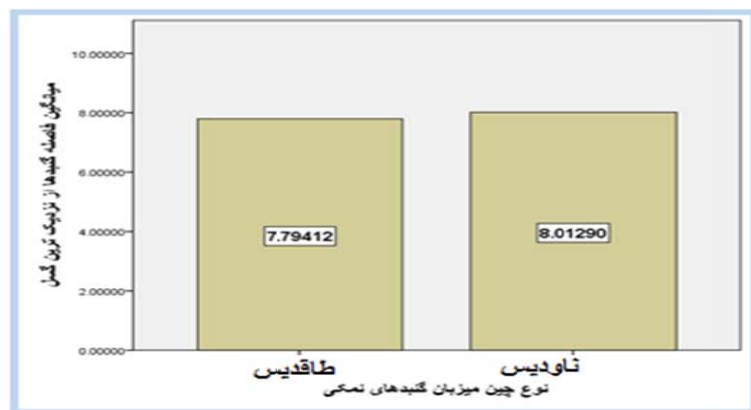 میانگین فاصله گنبدها از نزدیک ترین گسل
10.00000
8.00000
6.00000
4.00000
2.00000
0.00000
7.79412
8.01290
طاقدیس
ناودیس
نوع چین میزبان گنبدهای نمکی